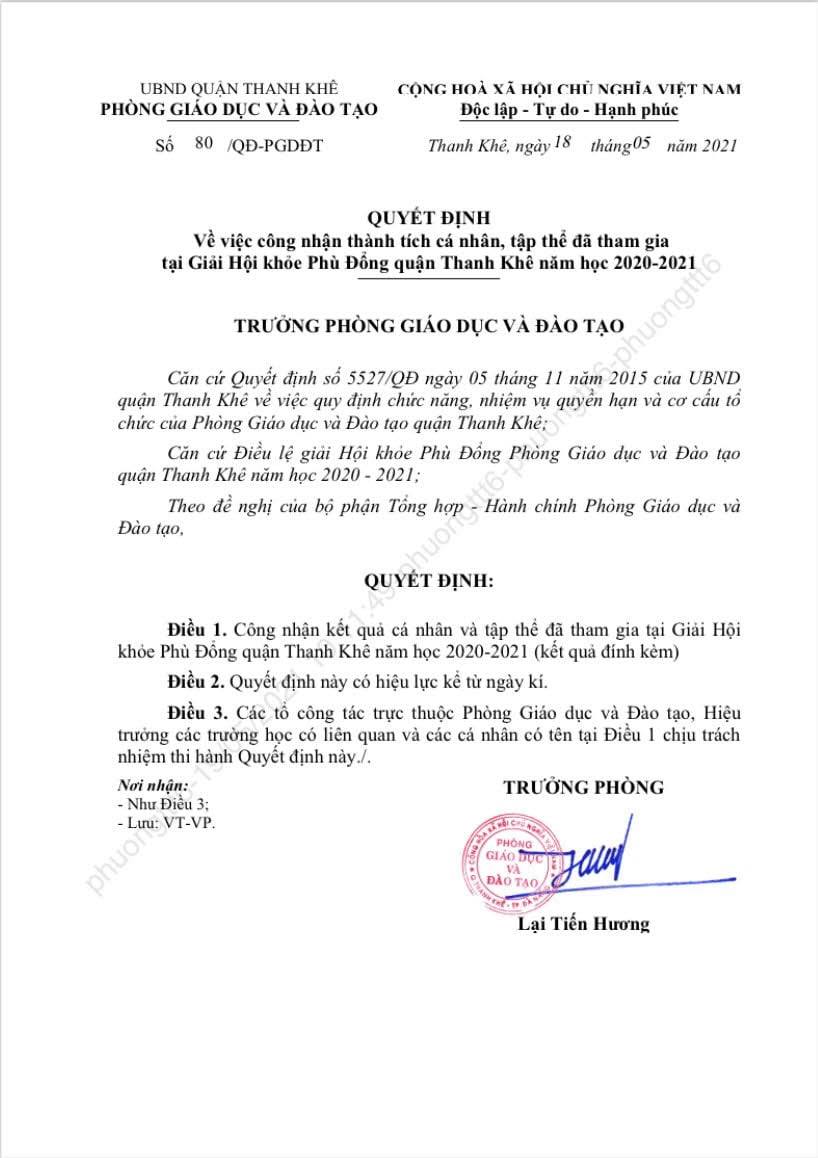 UBND QUẬN THANH KHÊ
PHÒNG GIÁO DỤC VÀ ĐÀO TẠO
CỘNG HOÀ XÃ HỘI CHỦ NGHĨA VIỆT NAM
Độc lập - Tự do - Hạnh phúc
Số 80 /QĐ-PGDĐT
Thanh Khê, ngày 18 tháng 05 năm 2021
QUYẾT ĐỊNH
Về việc công nhận thành tích cá nhân, tập thể đã tham gia
tại Giải Hội khỏe Phù Đổng quận Thanh Khê năm học 2020-2021
TRƯỞNG PHÒNG GIÁO DỤC VÀ ĐÀO TẠO
Căn cứ Quyết định số 5527/QĐ ngày 05 tháng 11 năm 2015 của UBND
quận Thanh Khê về việc quy định chức năng, nhiệm vụ quyền hạn và cơ cấu tổ
chức của Phòng Giáo dục và Đào tạo quận Thanh Khê;
Căn cứ Điều lệ giải Hội khỏe Phù Đổng Phòng Giáo dục và Đào tạo
quận Thanh Khê năm học 2020 - 2021;
Theo đề nghị của bộ phận Tổng hợp - Hành chính Phòng Giáo dục và
Đào tạo,
QUYẾT ĐỊNH:
Điều 1. Công nhận kết quả cá nhân và tập thể đã tham gia tại Giải Hội
khỏe Phù Đổng quận Thanh Khê năm học 2020-2021 (kết quả đính kèm)
Điều 2. Quyết định này có hiệu lực kể từ ngày kí.
Điều 3. Các tổ công tác trực thuộc Phòng Giáo dục và Đào tạo, Hiệu
trưởng các trường học có liên quan và các cá nhân có tên tại Điều 1 chịu trách
nhiệm thi hành Quyết định này./.
Nơi nhận:
- Như Điều 3;
- Lưu: VT-VP.
TRƯỞNG PHÒNG
CỘNG HÒA XÃ HỘI CHỦ NGHĨA VIỆT NAM
PHÒNG
GIÁO DỤC
VÀ
ĐÀO TẠO
Q THANH KHÊ - TP. ĐÀ NẴNG
Lại Tiến Hương